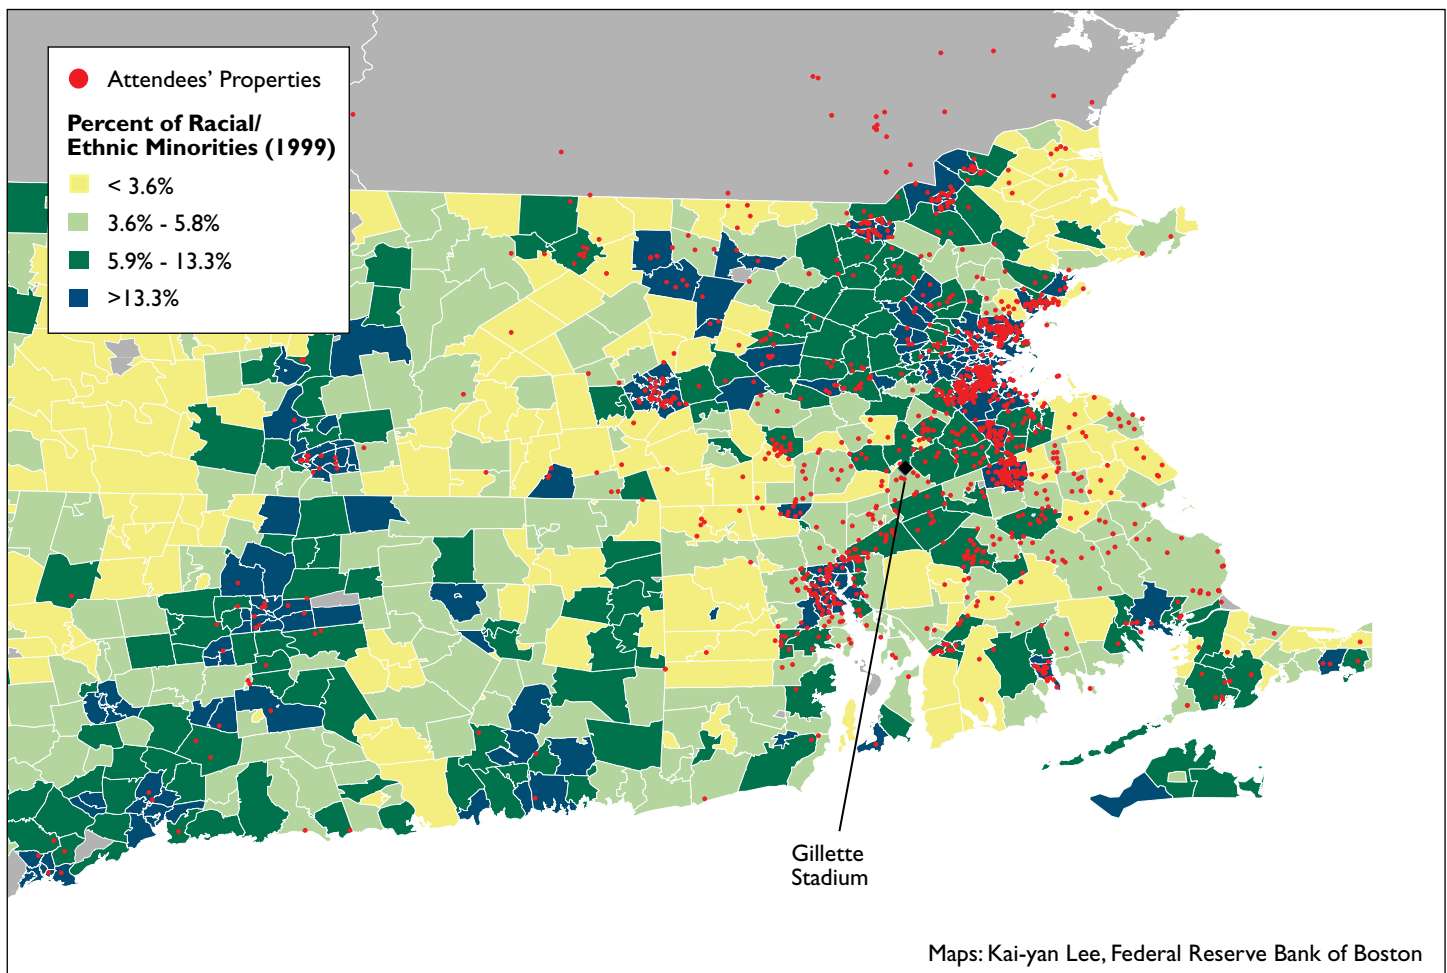 Attendees’ Properties
Percent of Racial/
Ethnic Minorities (1999)
< 3.6%
3.6% - 5.8%
5.9% - 13.3%
>13.3%
Gillette
Stadium
Maps: Kai-yan Lee, Federal Reserve Bank of Boston